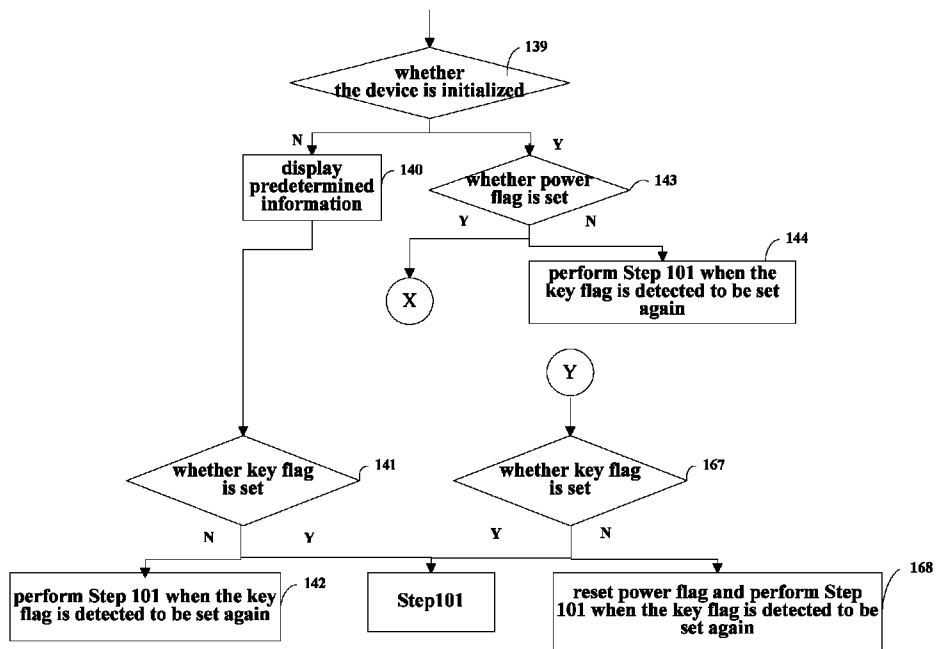 139
whether
the device is initialized
N
Y
display
predetermined
information
140
whether power
flag is set
143
Y
N
144
X
perform Step 101 when the
key flag is detected to be set
again
Y
whether key flag
is set
141
whether key flag
is set
167
N
Y
Y
N
perform Step 101 when the key
flag is detected to be set again
142
Step101
reset power flag and perform Step
101 when the key flag is detected to be
set again
168